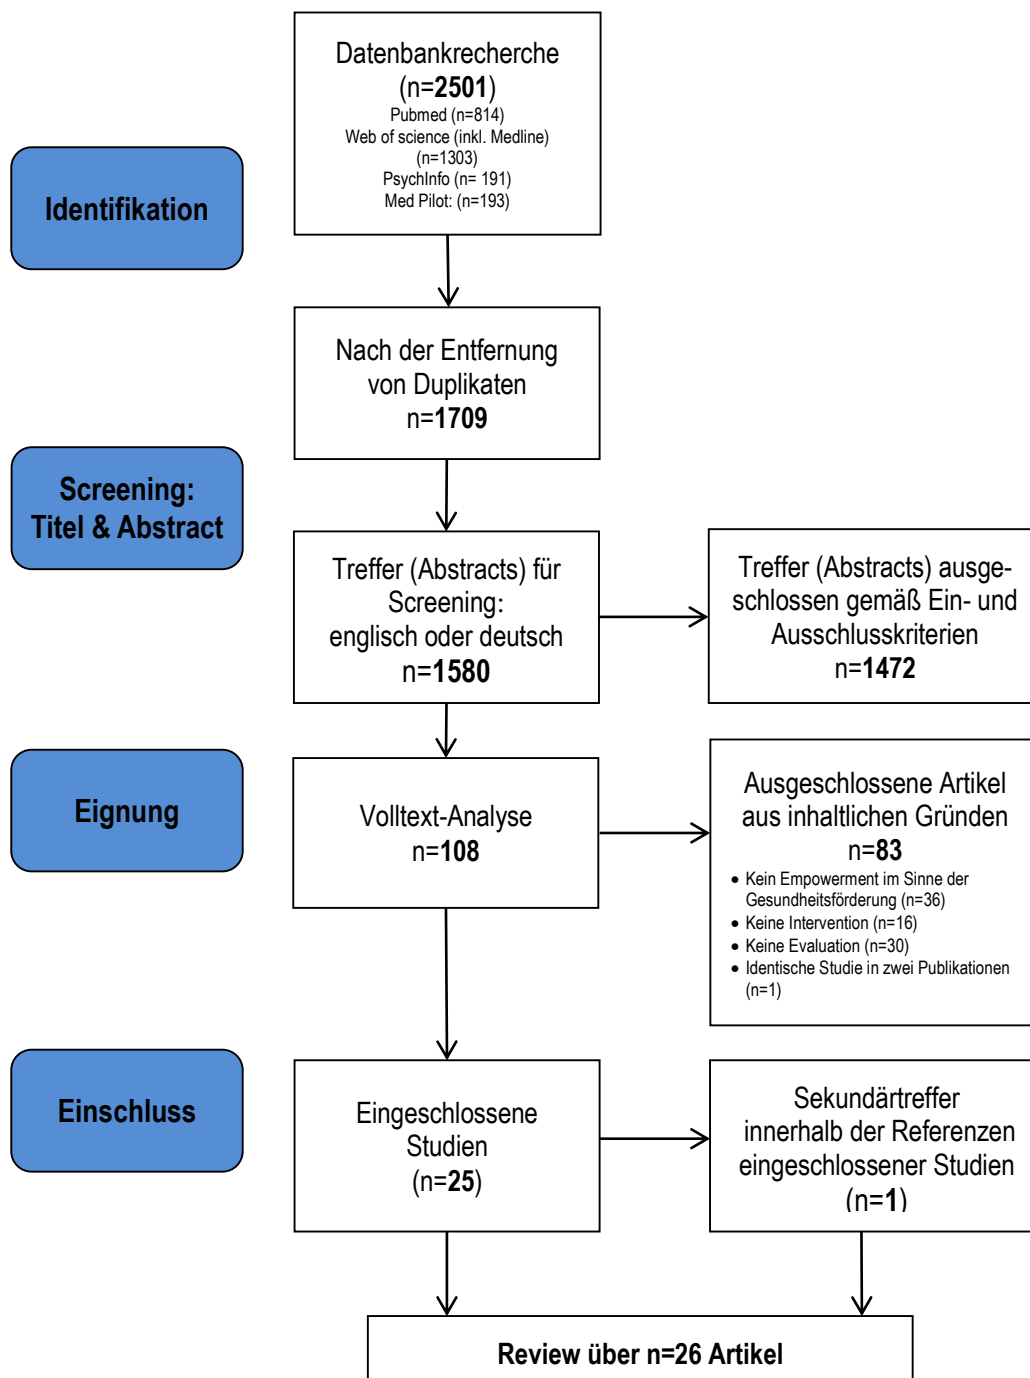 Datenbankrecherche
(n=2501)
Pubmed (n=814)
Web of science (inkl. Medline)
(n=1303)
PsychInfo (n= 191)
Med Pilot: (n=193)
Identifikation
Nach der Entfernung
von Duplikaten
n=1709
Screening:
Titel & Abstract
Treffer (Abstracts) für
Screening:
englisch oder deutsch
n=1580
Treffer (Abstracts) ausge-
schlossen gemäß Ein- und
Ausschlusskriterien
n=1472
Eignung
Volltext-Analyse
n=108
Ausgeschlossene Artikel
aus inhaltlichen Gründen
n=83
• Kein Empowerment im Sinne der
Gesundheitsförderung (n=36)
• Keine Intervention (n=16)
• Keine Evaluation (n=30)
• Identische Studie in zwei Publikationen
(n=1)
Einschluss
Eingeschlossene
Studien
(n=25)
Sekundärtreffer
innerhalb der Referenzen
eingeschlossener Studien
(n=1)
Review über n=26 Artikel